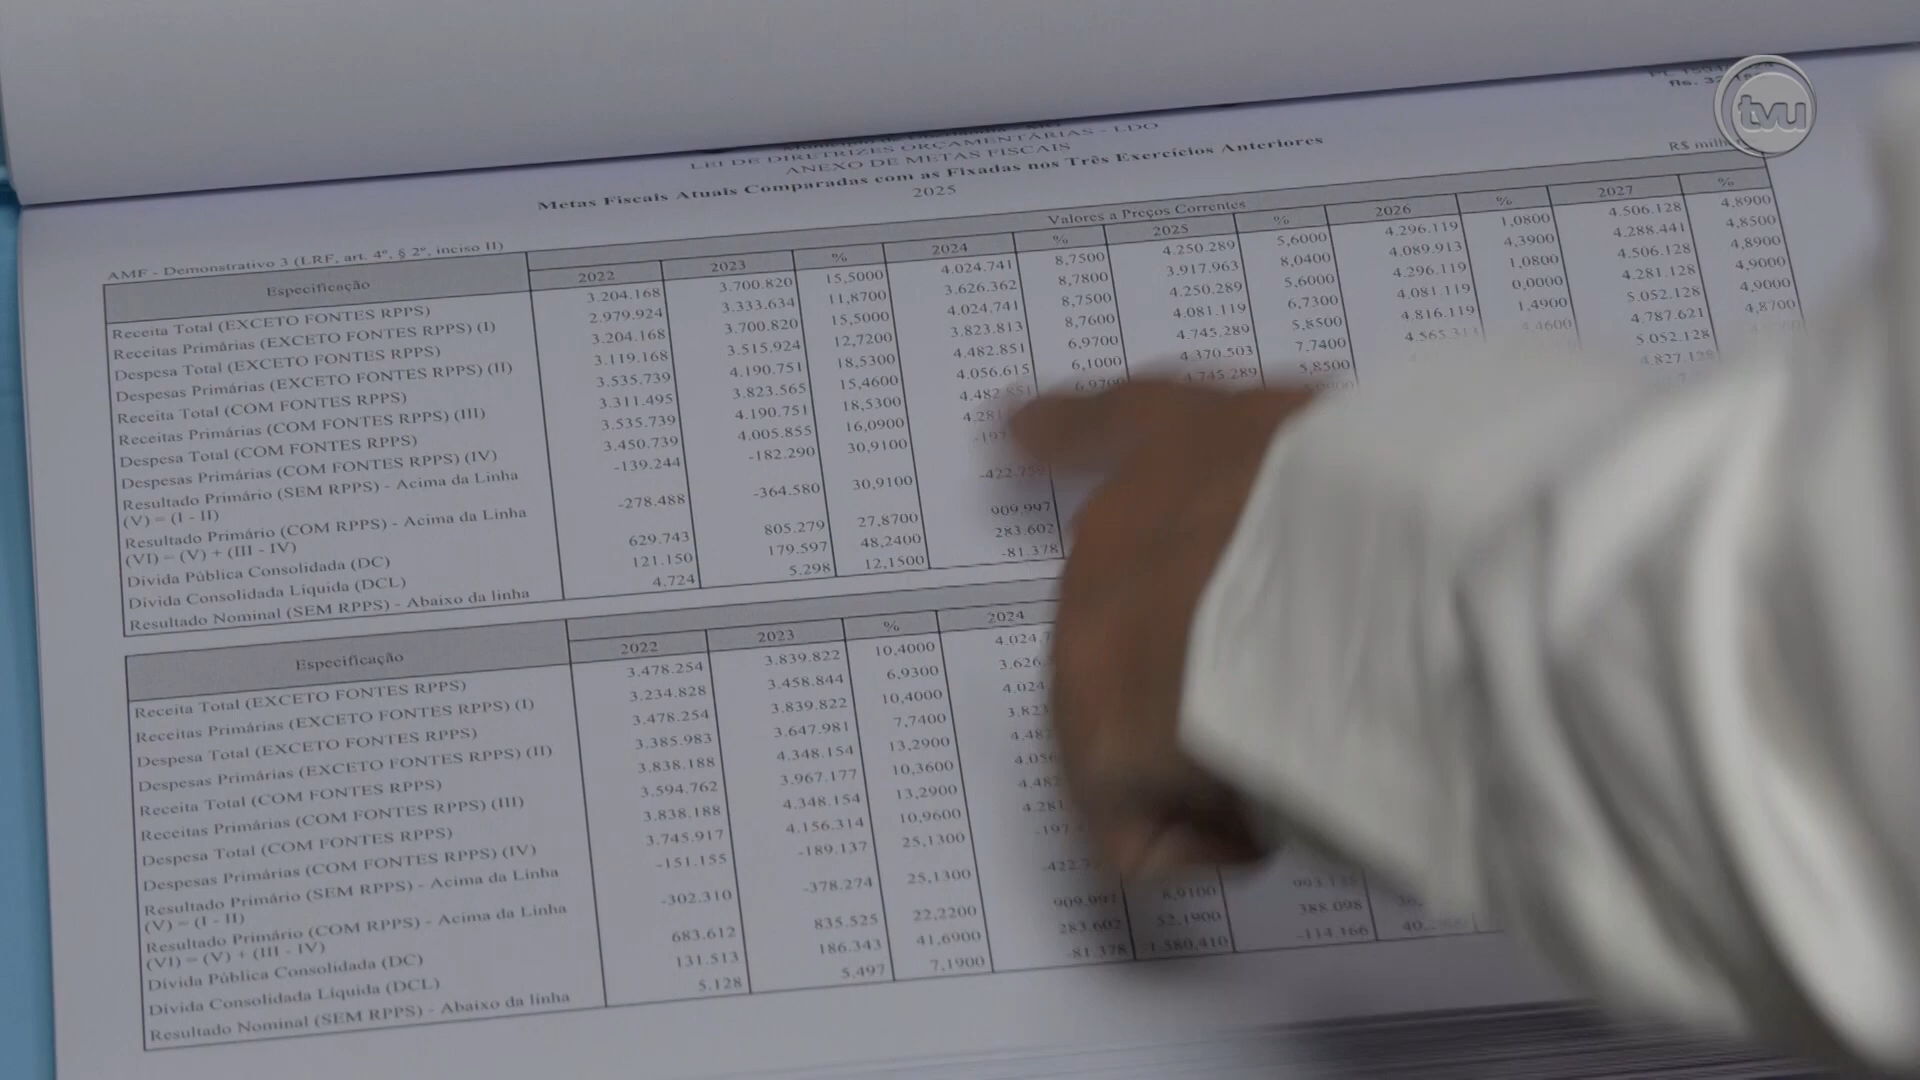 tvu
LEI DE DIRETRIZES ORÇAMENTÁRIAS - LDO
ANEXO DE METAS FISCAIS
Metas Fiscais Atuais Comparadas com as Fixadas nos Três Exercícios Anteriores
2025
AMF - Demonstrativo 3 (LRF, art. 4º, § 2º, inciso II) R$
Especificação Valores a Preços Correntes
2022 2023 % 2024 % 2025 % 2026 % 2027 %
Receita Total (EXCETO FONTES RPPS) 3.204.168 3.700.820 15,5000 4.024.741 8,7500 4.250.289 5,6000 4.296.119 1,0800 4.506.128 4,8900
Receitas Primárias (EXCETO FONTES RPPS) (I) 2.979.924 3.333.634 11,8700 3.626.362 8,7800 3.917.963 8,0400 4.089.913 4,3900 4.288.441 4,8500
Despesa Total (EXCETO FONTES RPPS) 3.204.168 3.700.820 15,5000 4.024.741 8,7500 4.250.289 5,6000 4.296.119 1,0800 4.506.128 4,8900
Despesas Primárias (EXCETO FONTES RPPS) (II) 3.119.168 3.515.924 12,7200 3.823.813 8,7600 4.081.119 6,7300 4.081.119 0,0000 4.281.128 4,9000
Receita Total (COM FONTES RPPS) 3.535.739 4.190.751 18,5300 4.482.851 6,9700 4.745.289 5,8500 4.816.119 1,4900 5.052.128 4,9000
Receitas Primárias (COM FONTES RPPS) (III) 3.311.495 3.823.565 15,4600 4.056.615 6,1000 4.370.503 7,7400 4.787.621 4,8700
Despesa Total (COM FONTES RPPS) 3.535.739 4.190.751 18,5300 4.482.851 6,9700 4.745.289 5,8500 5.052.128
Despesas Primárias (COM FONTES RPPS) (IV) 3.450.739 4.005.855 16,0900 4.827.128
Resultado Primário (SEM RPPS) - Acima da Linha -139.244 -182.290 30,9100
(V) = (I - II)
Resultado Primário (COM RPPS) - Acima da Linha -278.488 -364.580 30,9100
(VI) = (V) + (III - IV)
Dívida Pública Consolidada (DC) 629.743 805.279 27,8700 909.997
Dívida Consolidada Líquida (DCL) 121.150 179.597 48,2400 283.602
Resultado Nominal (SEM RPPS) - Abaixo da linha 4.724 5.298 12,1500 -81.378
Especificação 2022 2023 % 2024
Receita Total (EXCETO FONTES RPPS) 3.478.254 3.839.822 10,4000
Receitas Primárias (EXCETO FONTES RPPS) (I) 3.234.828 3.458.844 6,9300
Despesa Total (EXCETO FONTES RPPS) 3.478.254 3.839.822 10,4000
Despesas Primárias (EXCETO FONTES RPPS) (II) 3.385.983 3.647.981 7,7400
Receita Total (COM FONTES RPPS) 3.838.188 4.348.154 13,2900
Receitas Primárias (COM FONTES RPPS) (III) 3.594.762 3.967.177 10,3600
Despesa Total (COM FONTES RPPS) 3.838.188 4.348.154 13,2900
Despesas Primárias (COM FONTES RPPS) (IV) 3.745.917 4.156.314 10,9600
Resultado Primário (SEM RPPS) - Acima da Linha -151.155 -189.137 25,1300
(V) = (I - II)
Resultado Primário (COM RPPS) - Acima da Linha -302.310 -378.274 25,1300
(VI) = (V) + (III - IV)
Dívida Pública Consolidada (DC) 683.612 835.525 22,2200 909.997 8,9100
Dívida Consolidada Líquida (DCL) 131.513 186.343 41,6900 283.602 52,1900 388.098
Resultado Nominal (SEM RPPS) - Abaixo da linha 5.128 5.497 7,1900 -81.378 -114.166